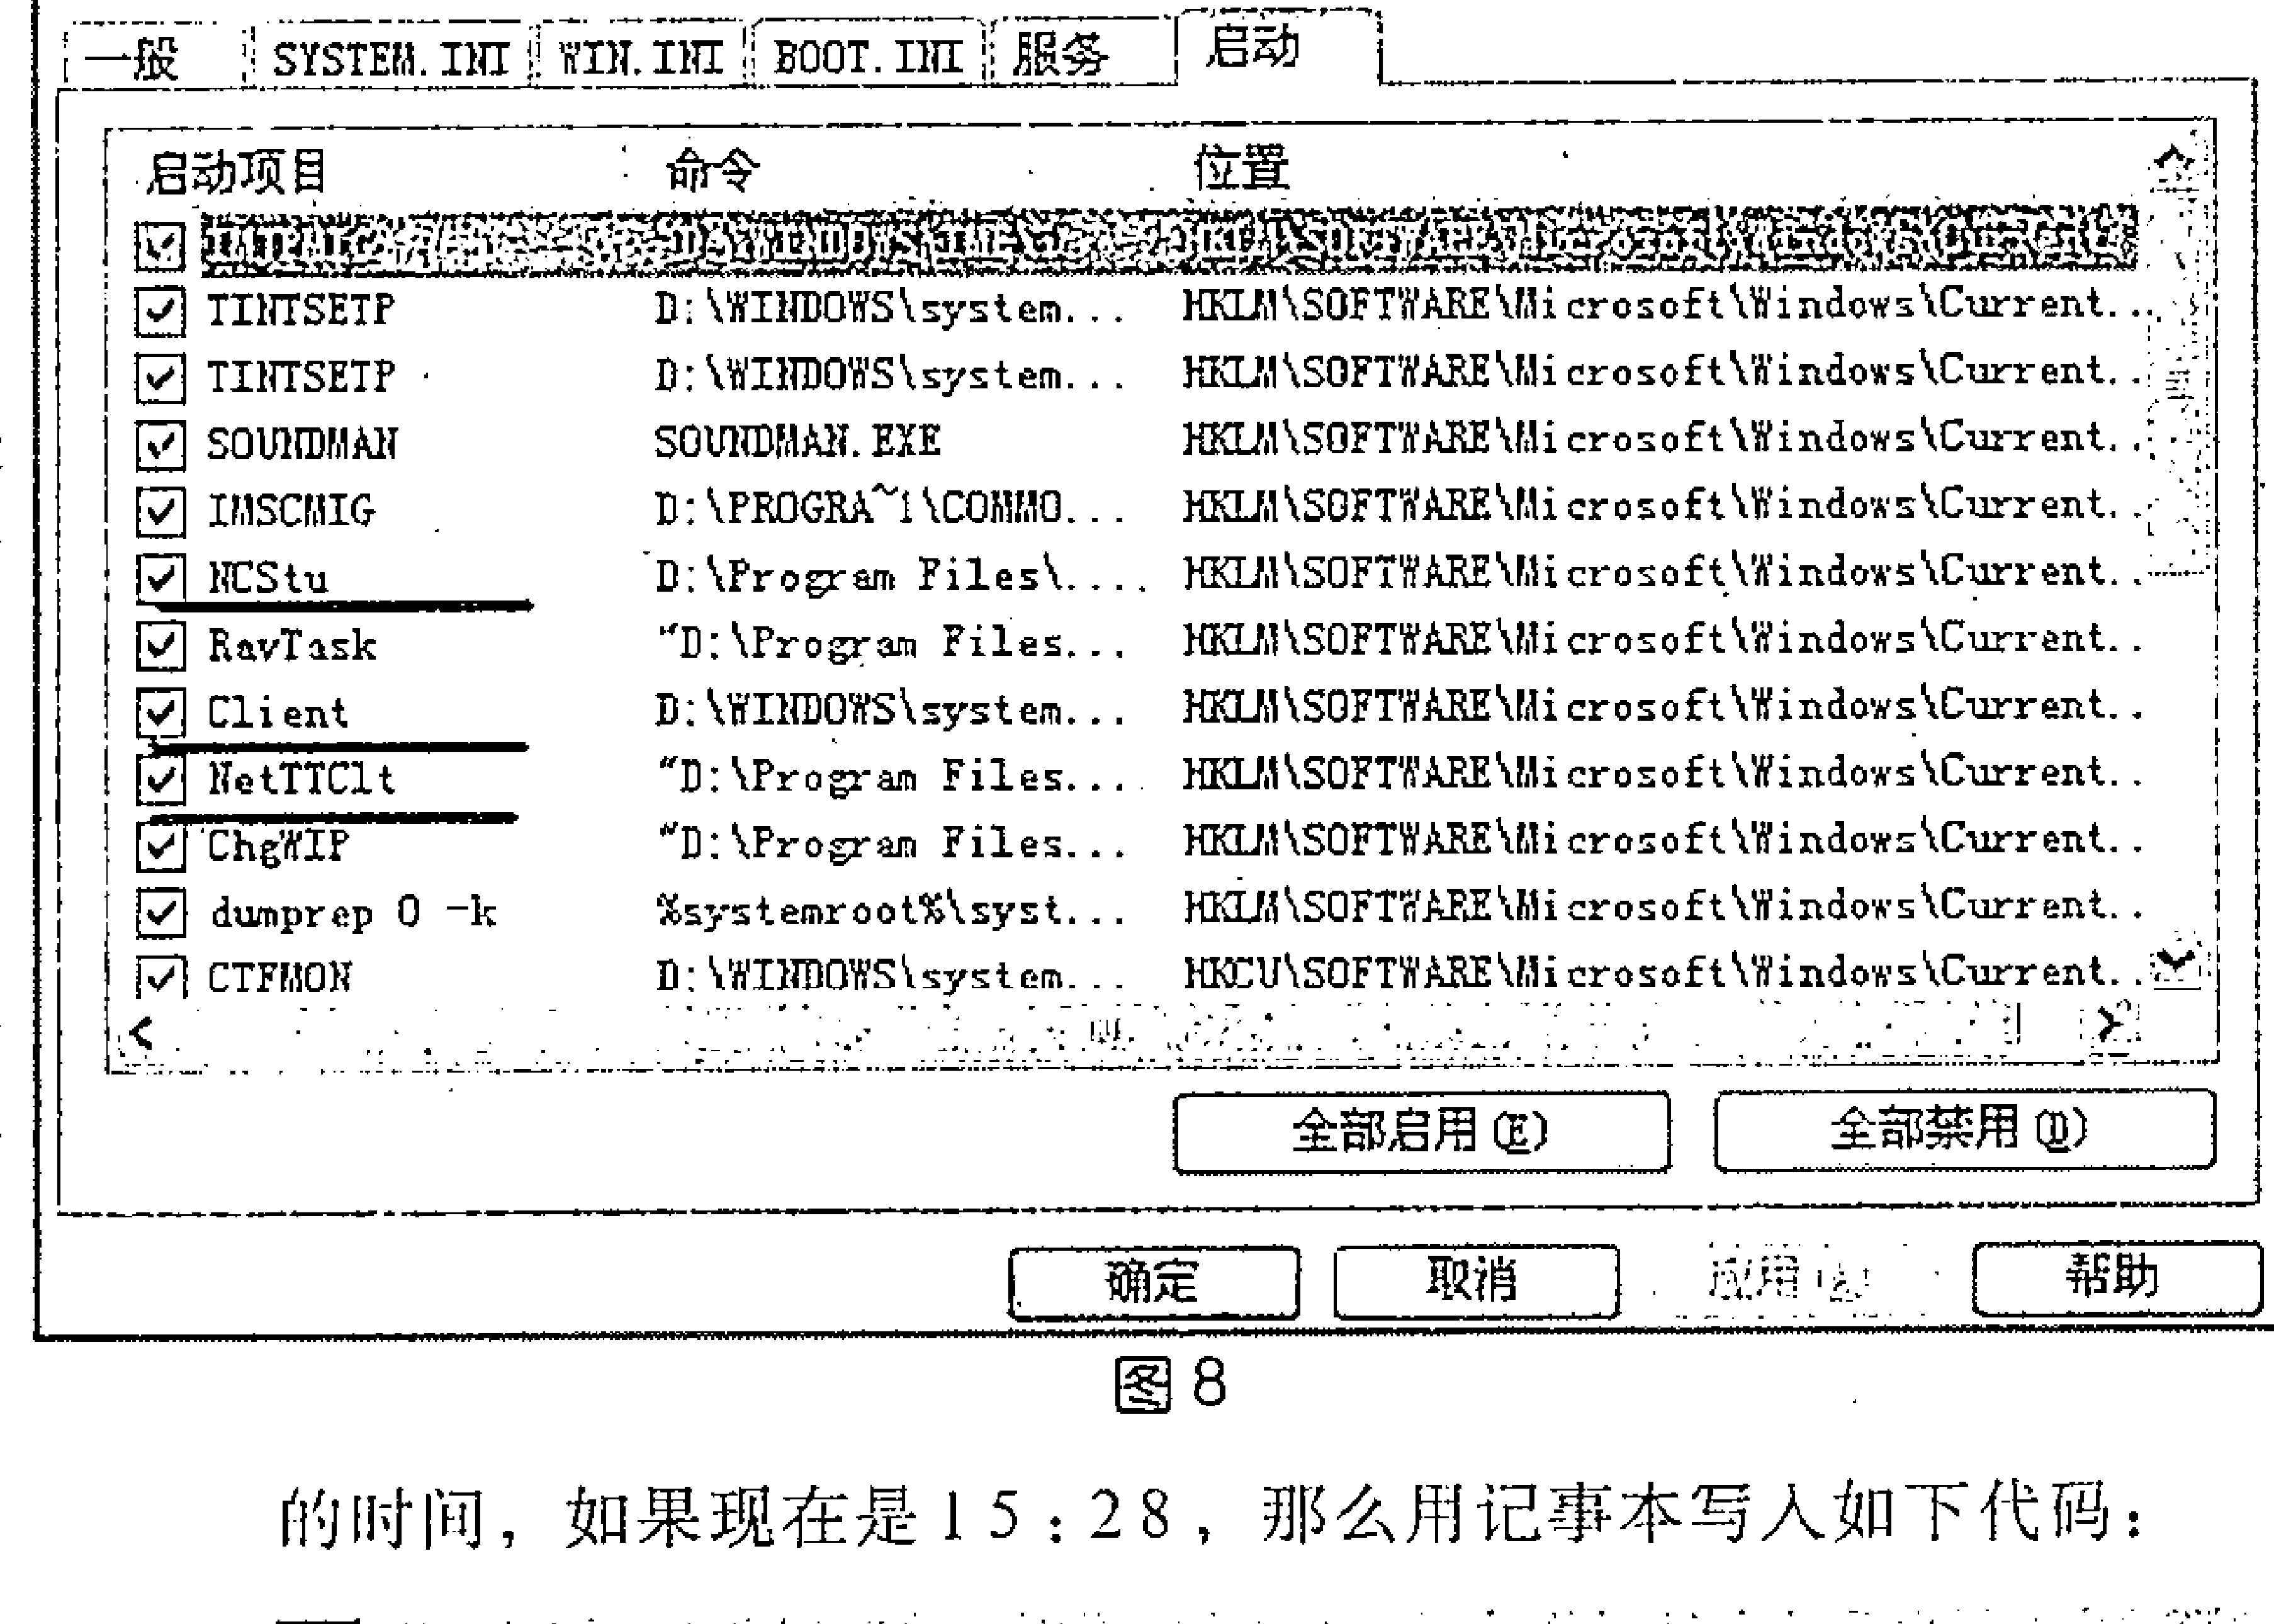 一般 SYSTEM.INI WIN.INI BOOT.INI 服务 启动
启动项目 命令 位置
TINTSETP D:\WINDOWS\system... HKLM\SOFTWARE\Microsoft\Windows\Current...
TINTSETP D:\WINDOWS\system... HKLM\SOFTWARE\Microsoft\Windows\Current..
SOUNDMAN SOUNDMAN.EXE HKLM\SOFTWARE\Microsoft\Windows\Current..
IMSCMIG D:\PROGRA~1\COMMO... HKLM\SOFTWARE\Microsoft\Windows\Current..
NCStu D:\Program Files\.... HKLM\SOFTWARE\Microsoft\Windows\Current..
RavTask "D:\Program Files... HKLM\SOFTWARE\Microsoft\Windows\Current..
Client D:\WINDOWS\system... HKLM\SOFTWARE\Microsoft\Windows\Current..
NetTTClt "D:\Program Files... HKLM\SOFTWARE\Microsoft\Windows\Current..
ChgWIP "D:\Program Files... HKLM\SOFTWARE\Microsoft\Windows\Current..
dumprep 0 -k %systemroot%\syst... HKLM\SOFTWARE\Microsoft\Windows\Current..
CTFMON D:\WINDOWS\system... HKCU\SOFTWARE\Microsoft\Windows\Current..
全部启用(E) 全部禁用(D)
确定 取消 应用(A) 帮助
图8
的时间，如果现在是15:28，那么用记事本写入如下代码：